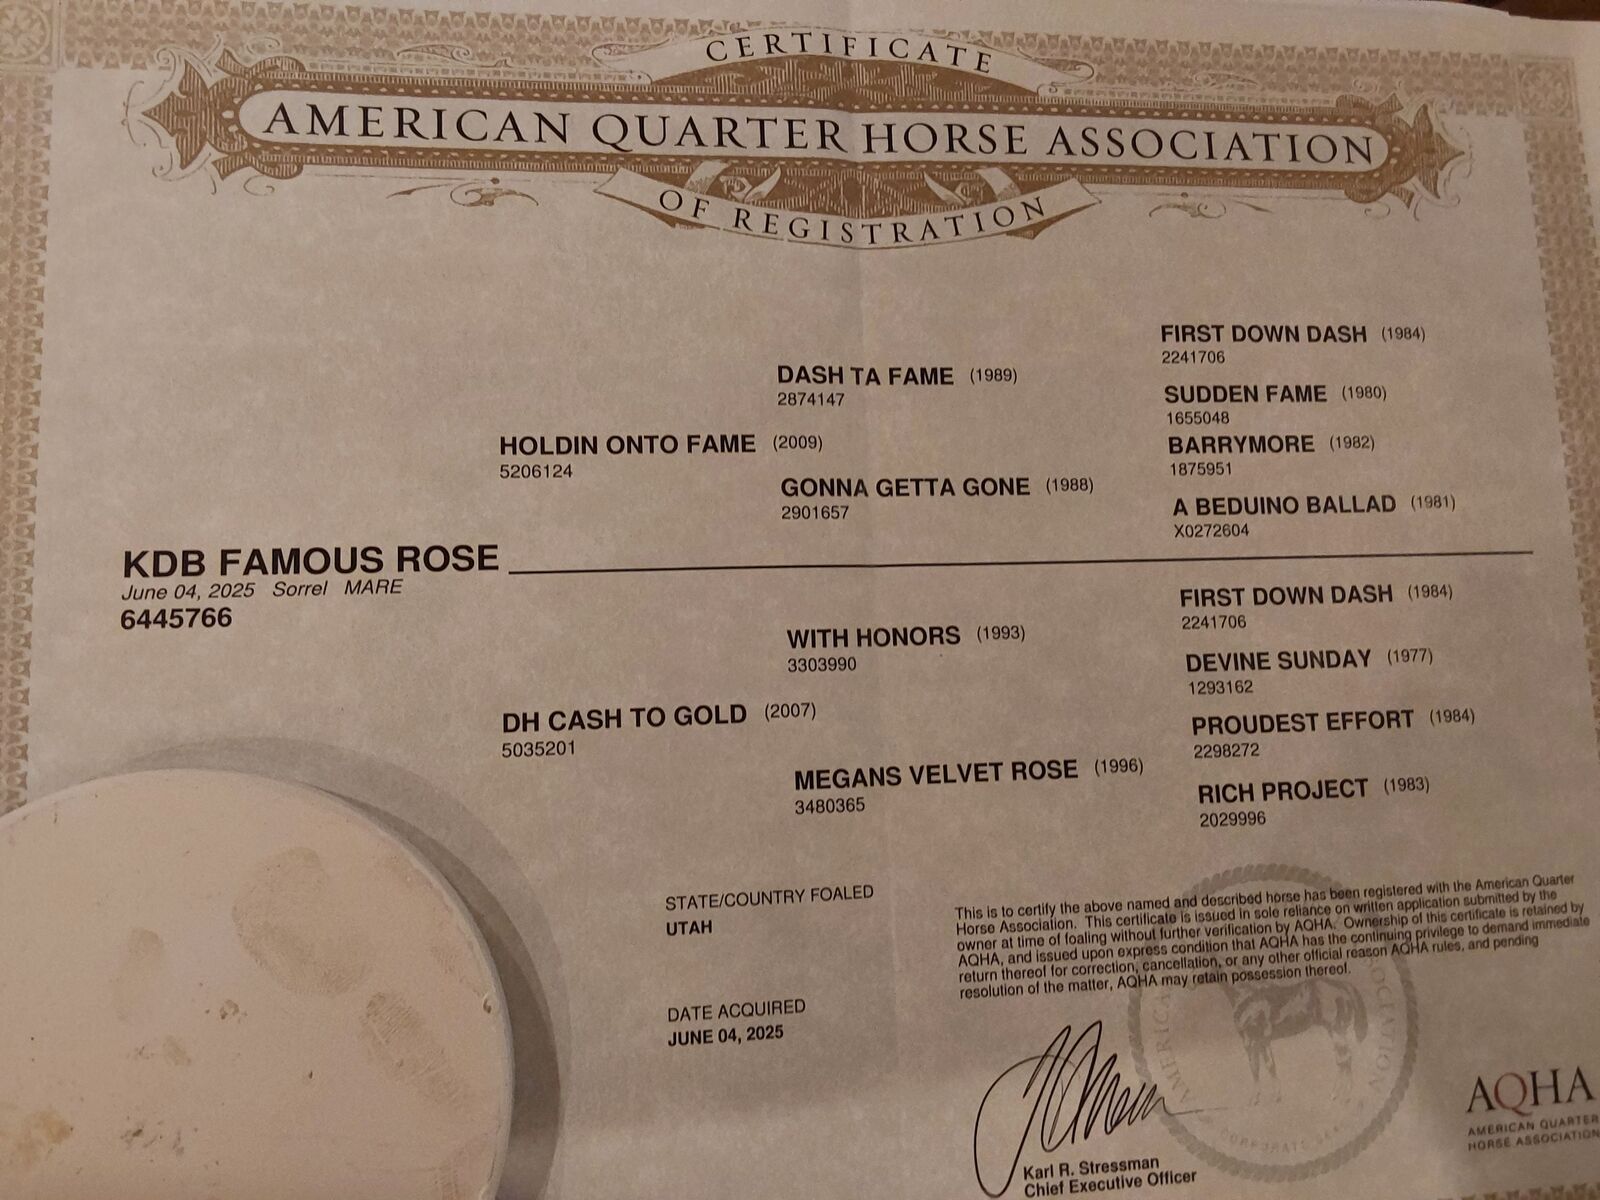 CERTIFICATE
AMERICAN QUARTER HORSE ASSOCIATION
OF REGISTRATION
FIRST DOWN DASH (1984)
2241706
DASH TA FAME (1989)
2874147
SUDDEN FAME (1980)
1655048
HOLDIN ONTO FAME (2009)
5206124
BARRYMORE (1982)
1875951
GONNA GETTA GONE (1988)
2901657
A BEDUINO BALLAD (1981)
X0272604
KDB FAMOUS ROSE
June 04, 2025 Sorrel MARE
6445766
FIRST DOWN DASH (1984)
2241706
WITH HONORS (1993)
3303990
DEVINE SUNDAY (1977)
1293162
DH CASH TO GOLD (2007)
5035201
PROUDEST EFFORT (1984)
2298272
MEGANS VELVET ROSE (1996)
3480365
RICH PROJECT (1983)
2029996
STATE/COUNTRY FOALED
UTAH
DATE ACQUIRED
JUNE 04, 2025
This is to certify the above named and described horse has been registered with the American Quarter
Horse Association. This certificate is issued in sole reliance on written application submitted by the
owner at time of foaling without further verification by AQHA. Ownership of this certificate is retained by
AQHA, and issued upon express condition that AQHA has the continuing privilege to demand immediate
return thereof for correction, cancellation, or any other official reason AQHA rules, and pending
resolution of the matter, AQHA may retain possession thereof.
Karl R. Stressman
Chief Executive Officer
AQHA
AMERICAN QUARTER
HORSE ASSOCIATION